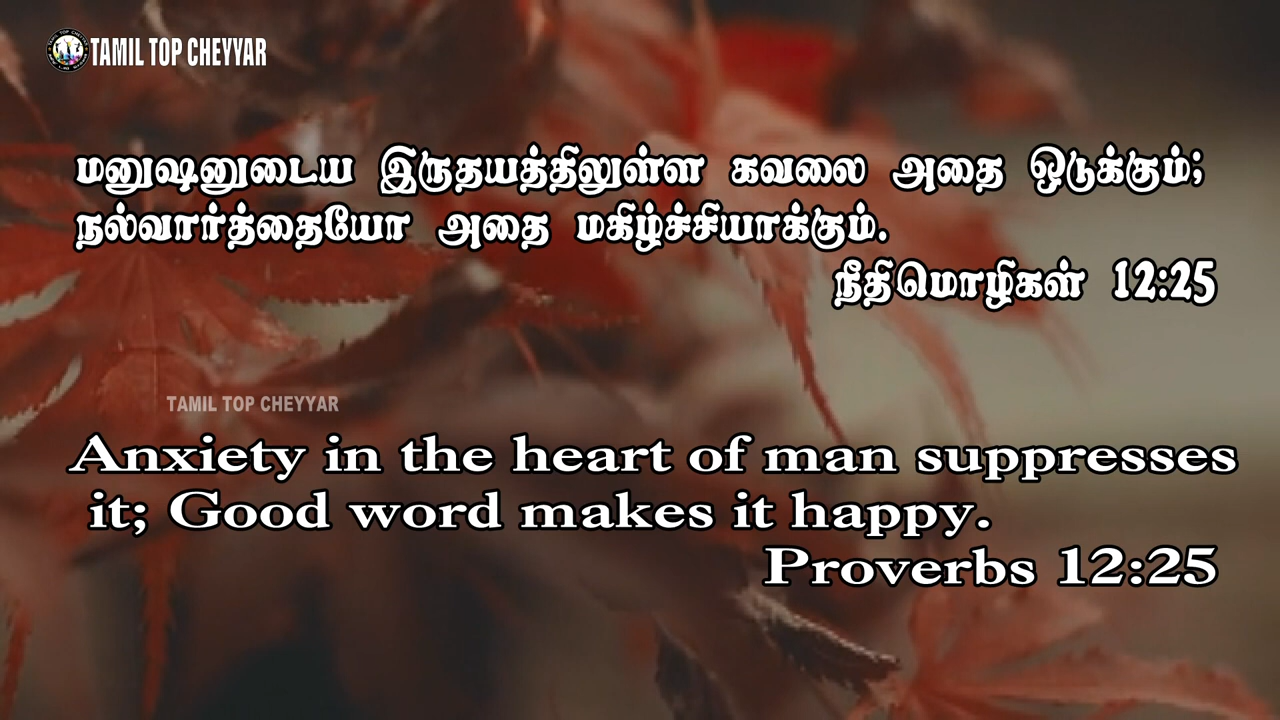 TAMIL TOP CHEYYAR
மனுஷனுடைய இருதயத்திலுள்ள கவலை அதை ஒடுக்கும்;
நல்வார்த்தையோ அதை மகிழ்ச்சியாக்கும்.
நீதிமொழிகள் 12:25
TAMIL TOP CHEYYAR
Anxiety in the heart of man suppresses
it; Good word makes it happy.
Proverbs 12:25